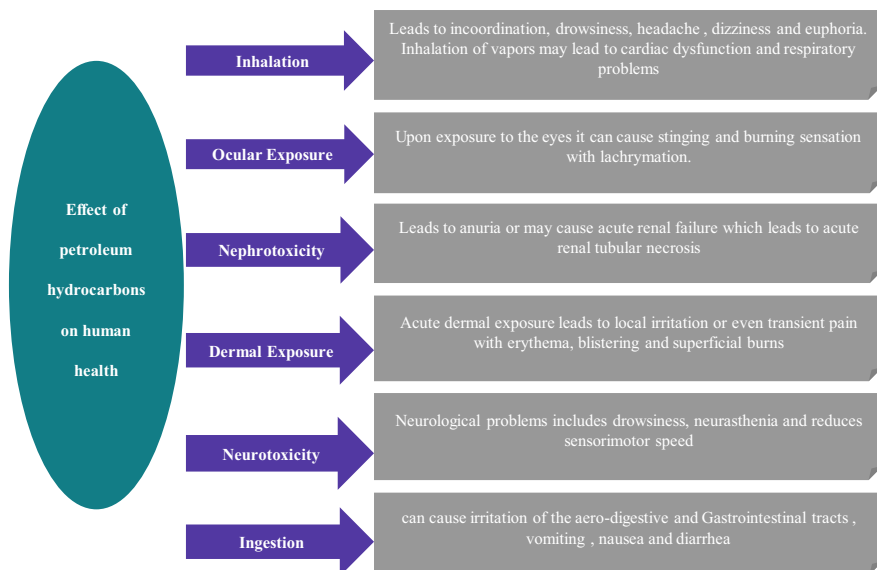 Effect of
petroleum
hydrocarbons
on human
health
Inhalation
Leads to incoordination, drowsiness, headache , dizziness and euphoria.
Inhalation of vapors may lead to cardiac dysfunction and respiratory
problems
Ocular Exposure
Upon exposure to the eyes it can cause stinging and burning sensation
with lachrymation.
Nephrotoxicity
Leads to anuria or may cause acute renal failure which leads to acute
renal tubular necrosis
Dermal Exposure
Acute dermal exposure leads to local irritation or even transient pain
with erythema, blistering and superficial burns
Neurotoxicity
Neurological problems includes drowsiness, neurasthenia and reduces
sensorimotor speed
Ingestion
can cause irritation of the aero-digestive and Gastrointestinal tracts ,
vomiting , nausea and diarrhea